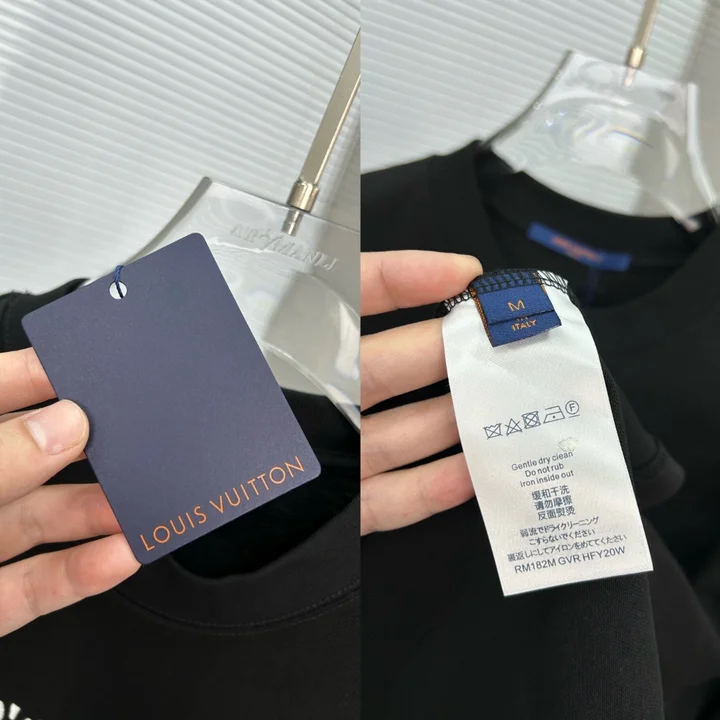 LOUIS VUITTON
M
ITALY
Gentle dry clean
Do not rub
Iron inside out
缓和干洗
请勿摩擦
反面熨烫
弱流でドライクリーニング
こすらないでください
裏返しにしてアイロンをめててください
RM182M GVR HFY20W